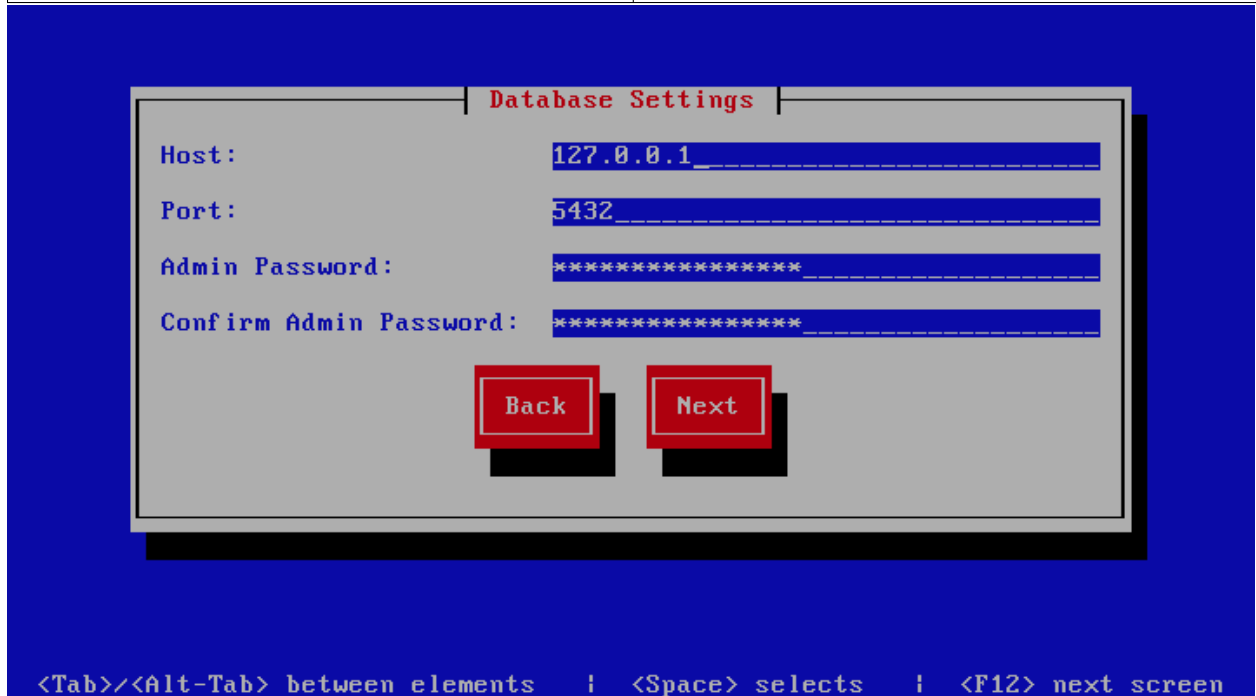 Database Settings
Host: 127.0.0.1_
Port: 5432
Admin Password: ****************
Confirm Admin Password: ****************
Back Next
<Tab>/<Alt-Tab> between elements | <Space> selects | <F12> next screen